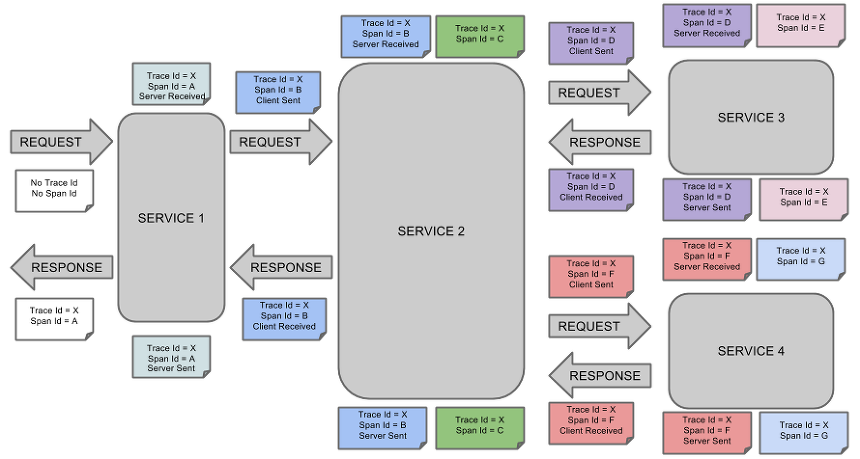 Trace Id = X
Span Id = A
Server Received
REQUEST
No Trace Id
No Span Id
SERVICE 1
RESPONSE
Trace Id = X
Span Id = A
Trace Id = X
Span Id = A
Server Sent
Trace Id = X
Span Id = B
Client Sent
REQUEST
RESPONSE
Trace Id = X
Span Id = B
Client Received
Trace Id = X
Span Id = B
Server Received
Trace Id = X
Span Id = C
SERVICE 2
Trace Id = X
Span Id = B
Server Sent
Trace Id = X
Span Id = C
Trace Id = X
Span Id = D
Client Sent
REQUEST
RESPONSE
Trace Id = X
Span Id = D
Client Received
Trace Id = X
Span Id = D
Server Received
Trace Id = X
Span Id = E
SERVICE 3
Trace Id = X
Span Id = D
Server Sent
Trace Id = X
Span Id = E
Trace Id = X
Span Id = F
Client Sent
REQUEST
RESPONSE
Trace Id = X
Span Id = F
Client Received
Trace Id = X
Span Id = F
Server Received
Trace Id = X
Span Id = G
SERVICE 4
Trace Id = X
Span Id = F
Server Sent
Trace Id = X
Span Id = G